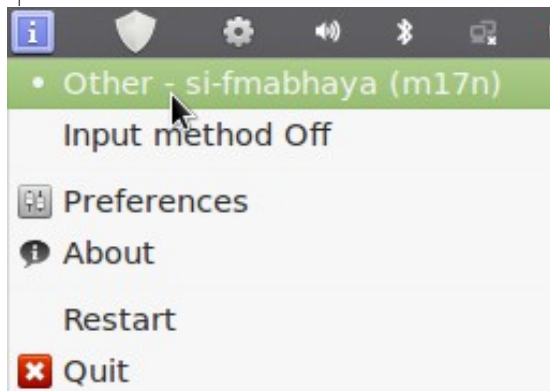 i
Other - si-fmabhaya (m17n)
Input method Off
Preferences
About
Restart
Quit